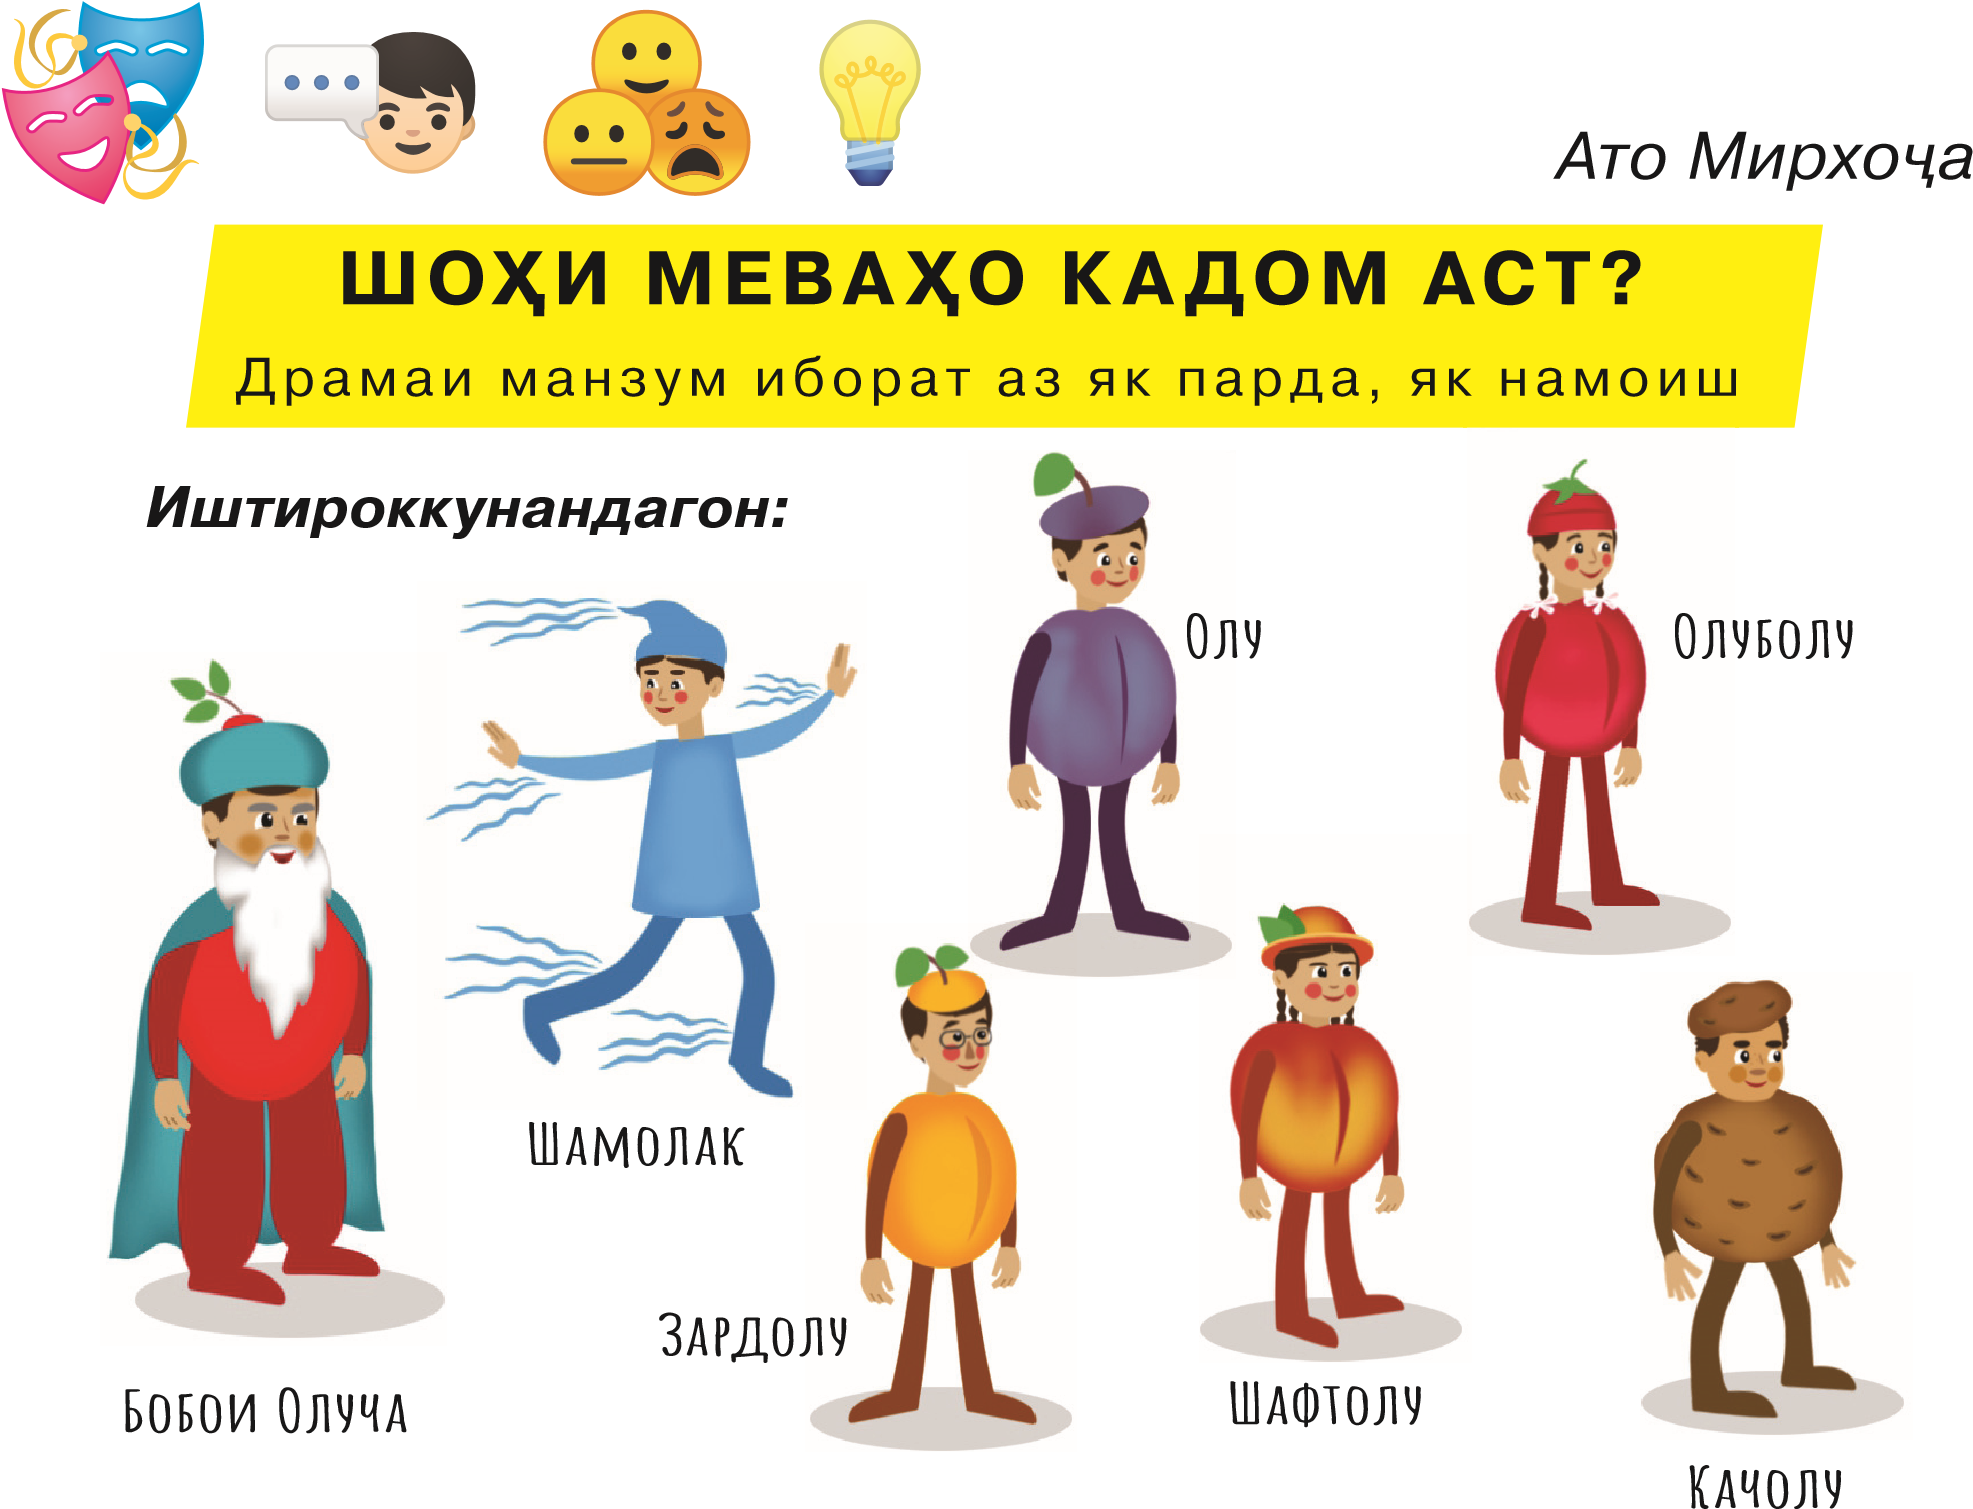 Ато Мирхоҷа
ШОҲИ МЕВАҲО КАДОМ АСТ?
Драмаи манзум иборат аз як парда, як намоиш
Иштироккунандагон:
Олу
Олуболу
Шамолак
Зардолу
Бобои Олуча
Шафтолу
Качолу